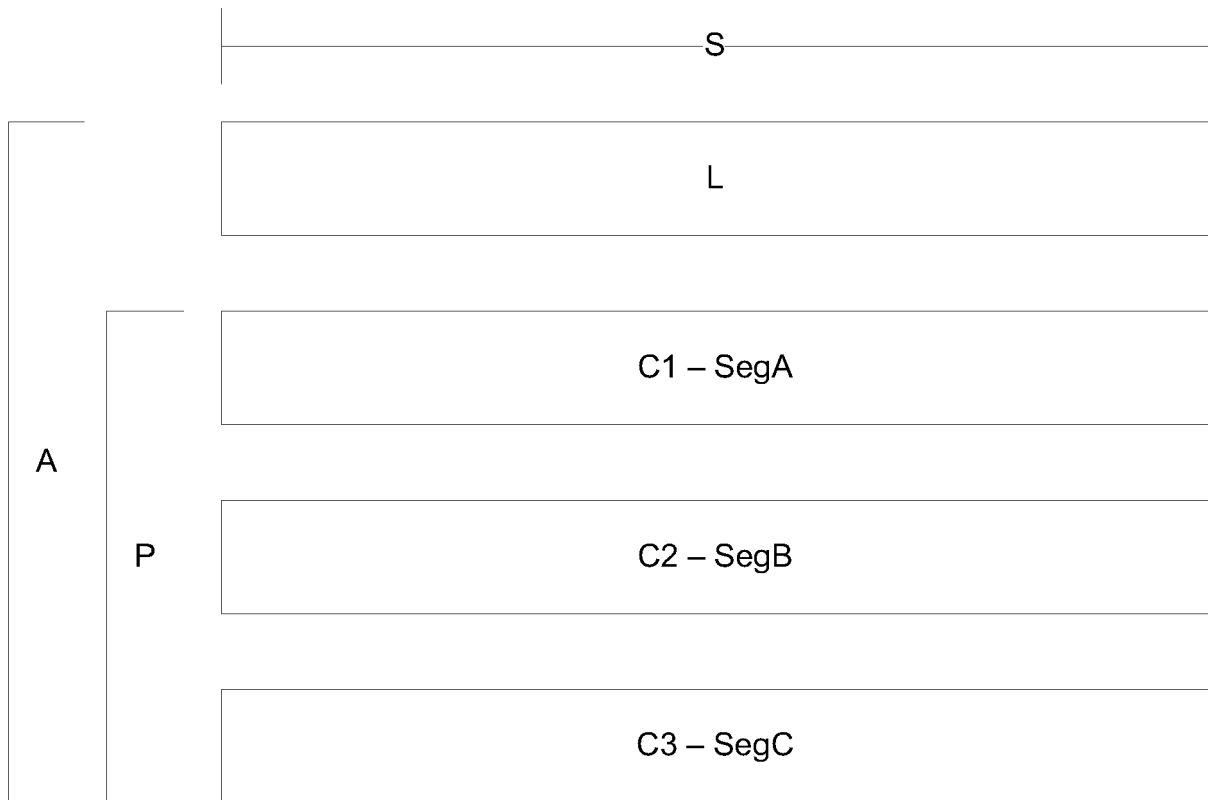 S
L
C1 – SegA
A
C2 – SegB
P
C3 – SegC